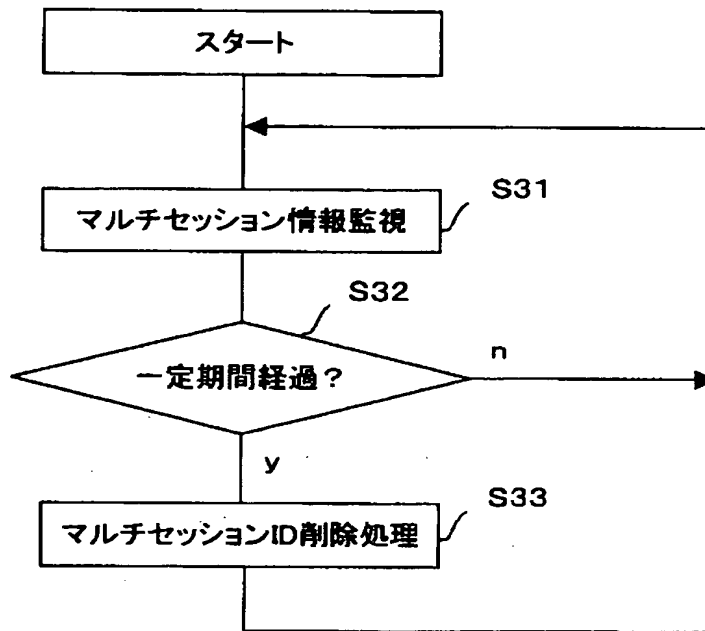 スタート
マルチセッション情報監視
S31
S32
一定期間経過？
n
y
S33
マルチセッションID削除処理